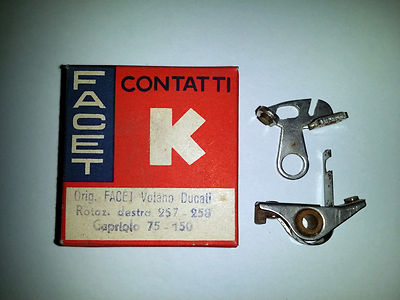 FACET
CONTATTI
K
Orig. FACET Volano Ducati
Rotaz. destra 257 - 258
Capriolo 75 - 150